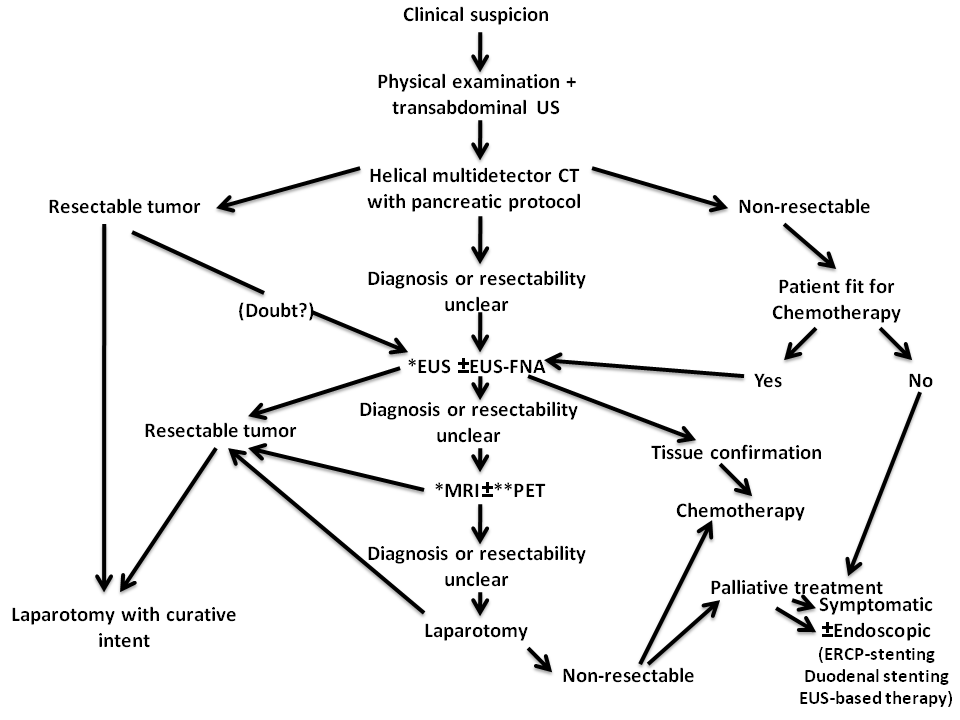 Clinical suspicion
Physical examination +
transabdominal US
Helical multidetector CT
with pancreatic protocol
Resectable tumor
Non-resectable
Diagnosis or resectability
unclear
Patient fit for
Chemotherapy
(Doubt?)
*EUS ±EUS-FNA
Yes
No
Diagnosis or resectability
unclear
Resectable tumor
Tissue confirmation
*MRI±**PET
Chemotherapy
Diagnosis or resectability
unclear
Palliative treatment
Symptomatic
Laparotomy with curative
intent
Laparotomy
±Endoscopic
(ERCP-stenting
Duodenal stenting
EUS-based therapy)
Non-resectable